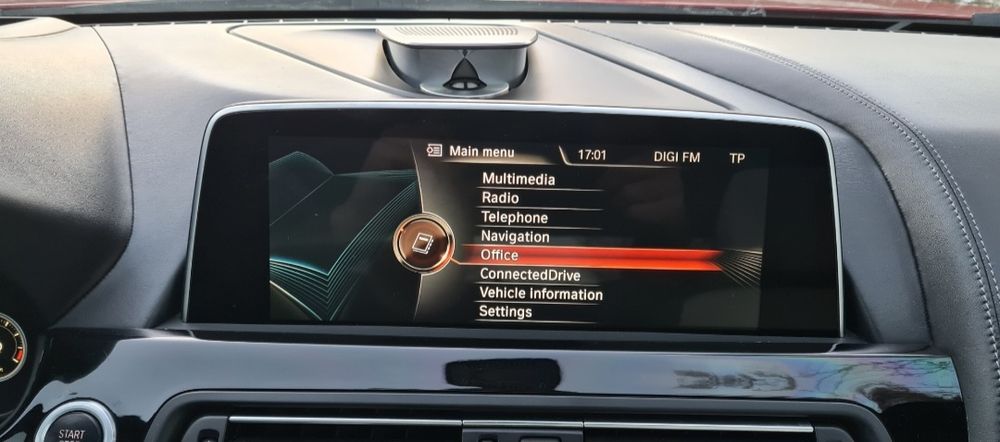 Main menu 17:01 DIGI FM TP
Multimedia
Radio
Telephone
Navigation
Office
ConnectedDrive
Vehicle information
Settings
START